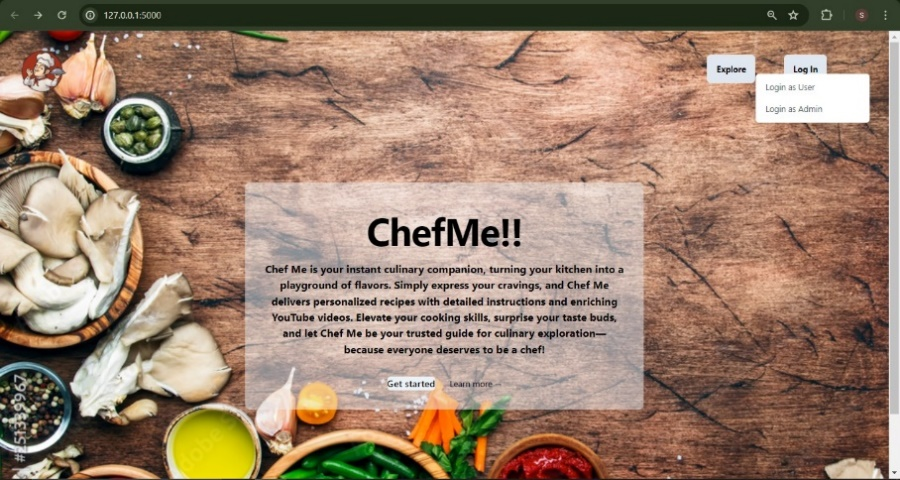 127.0.0.1:5000
S
Explore
Log In
Login as User
Login as Admin
ChefMe!!
Chef Me is your instant culinary companion, turning your kitchen into a
playground of flavors. Simply express your cravings, and Chef Me
delivers personalized recipes with detailed instructions and enriching
YouTube videos. Elevate your cooking skills, surprise your taste buds,
and let Chef Me be your trusted guide for culinary exploration—
because everyone deserves to be a chef!
Get started
Learn more →